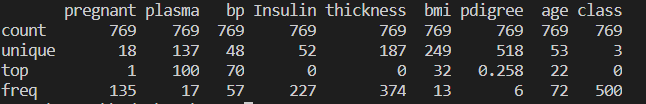 pregnant plasma bp Insulin thickness bmi pdigree age class
count 769 769 769 769 769 769 769 769 769
unique 18 137 48 52 187 249 518 53 3
top 1 100 70 0 0 32 0.258 22 0
freq 135 17 57 227 374 13 6 72 500